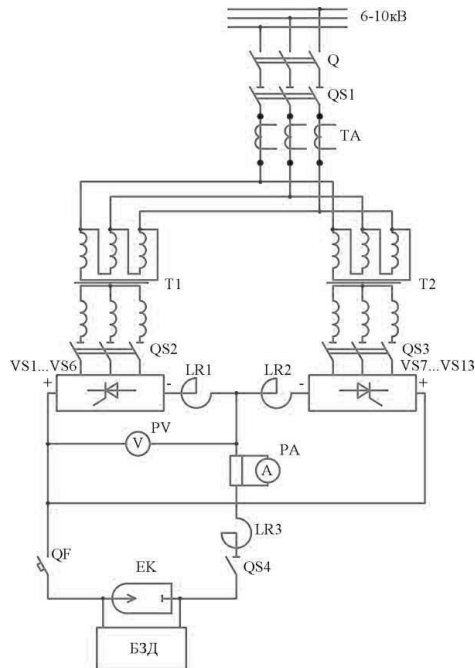 6-10кВ
Q
QS1
TA
T1
T2
QS2
QS3
VS1...VS6
LR1
LR2
VS7...VS13
+
-
-
+
PV
V
PA
A
LR3
QF
EK
QS4
БЗД